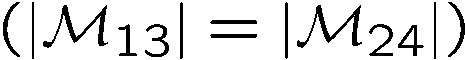 (|ℳ₁₃| = |ℳ₂₄|)